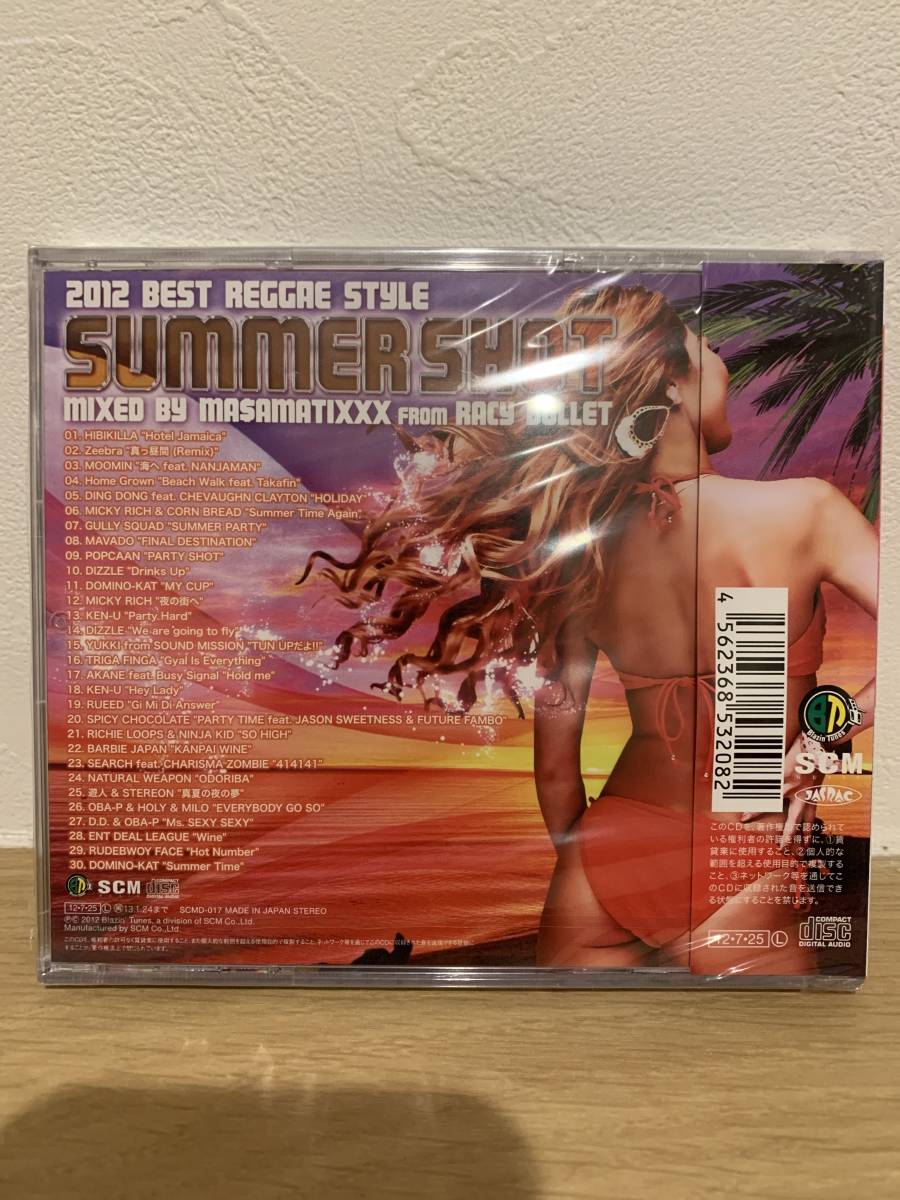 2012 BEST REGGAE STYLE
SUMMER SHOT
MIXED BY MASAMATIXXX FROM RACY BULLET
01. HIBIKILLA "Hotel Jamaica"
02. Zeebra "真っ昼間 (Remix)"
03. MOOMIN "海へ feat. NANJAMAN"
04. Home Grown "Beach Walk feat. Takafin"
05. DING DONG feat. CHEVAUGHN CLAYTON "HOLIDAY"
06. MICKY RICH & CORN BREAD "Summer Time Again"
07. GULLY SQUAD "SUMMER PARTY"
08. MAVADO "FINAL DESTINATION"
09. POPCAAN "PARTY SHOT"
10. DIZZLE "Drinks Up"
11. DOMINO-KAT "MY CUP"
12. MICKY RICH "夜の街へ"
13. KEN-U "Party Hard"
14. DIZZLE "We are going to fly"
15. YUKKI from SOUND MISSION "TUN UPだよ!!"
16. TRIGA FINGA "Gyal Is Everything"
17. AKANE feat. Busy Signal "Hold me"
18. KEN-U "Hey Lady"
19. RUEED "Gi Mi Di Answer"
20. SPICY CHOCOLATE "PARTY TIME feat. JASON SWEETNESS & FUTURE FAMBO"
21. RICHIE LOOPS & NINJA KID "SO HIGH"
22. BARBIE JAPAN "KANPAI WINE"
23. SEARCH feat. CHARISMA ZOMBIE "414141"
24. NATURAL WEAPON "ODORIBA"
25. 遊人 & STEREON "真夏の夜の夢"
26. OBA-P & HOLY & MILO "EVERYBODY GO SO"
27. D.D. & OBA-P "Ms. SEXY SEXY"
28. ENT DEAL LEAGUE "Wine"
29. RUDEBWOY FACE "Hot Number"
30. DOMINO-KAT "Summer Time"
SCM COMPACT disc DIGITAL AUDIO
12・7・25 Ⓛ 13.1.24まで SCMD-017 MADE IN JAPAN STEREO
Ⓟ© 2012 Blazin' Tunes, a division of SCM Co.,Ltd.
Manufactured by SCM Co.,Ltd.
4 562368 532082
BT
Blazin Tunes
SCM
JASRAC
このCDを、著作権法で認められて
いる権利者の許諾を得ずに、①賃
貸業に使用すること、②個人的な
範囲を超える使用目的で複製する
こと、③ネットワーク等を通じてこ
のCDに収録された音を送信でき
る状態にすることを禁じます。
12・7・25 Ⓛ
COMPACT disc DIGITAL AUDIO